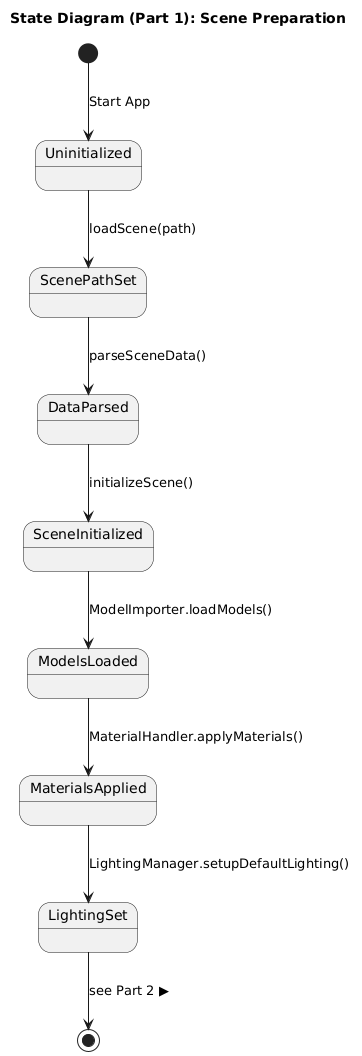 State Diagram (Part 1): Scene Preparation
Start App
Uninitialized
loadScene(path)
ScenePathSet
parseSceneData()
DataParsed
initializeScene()
SceneInitialized
ModelImporter.loadModels()
ModelsLoaded
MaterialHandler.applyMaterials()
MaterialsApplied
LightingManager.setupDefaultLighting()
LightingSet
see Part 2 ▶